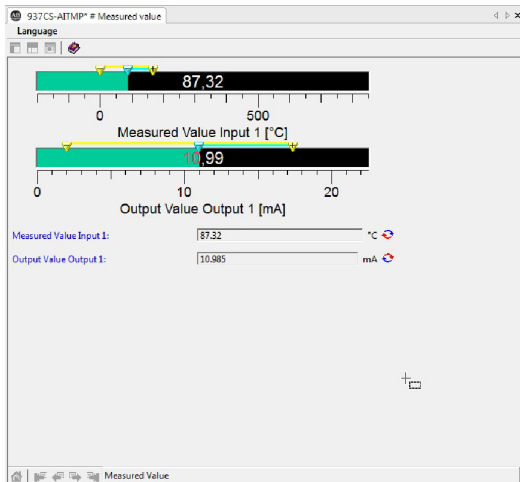 937CS-AITMP* # Measured value
Language
87,32
0 500
Measured Value Input 1 [°C]
10,99
0 10 20
Output Value Output 1 [mA]
Measured Value Input 1: 87.32 °C
Output Value Output 1: 10.985 mA
Measured Value